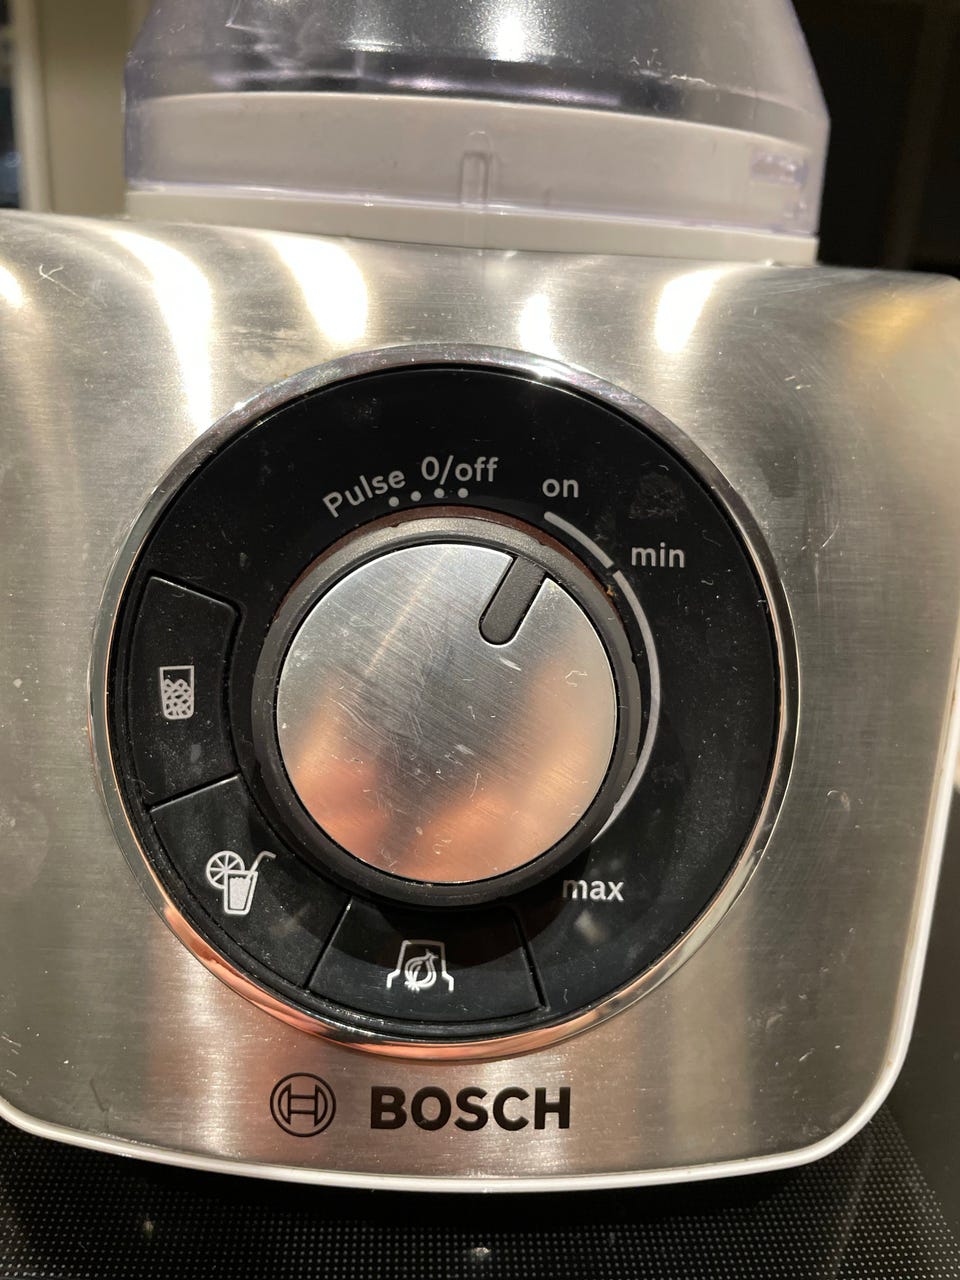 Pulse 0/off on
min
max
BOSCH